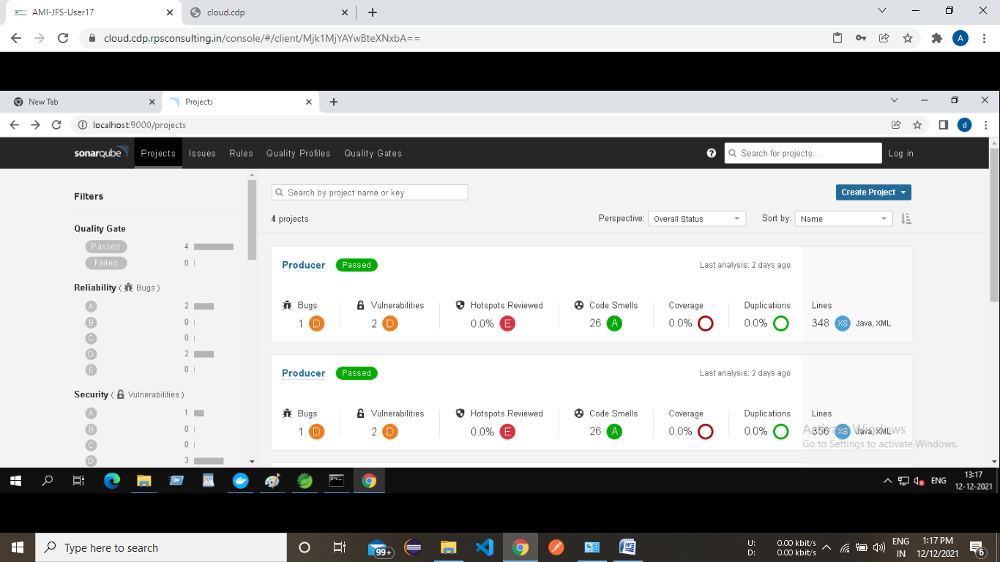 AMI-JFS-User17
cloud.cdp
cloud.cdp.rpsconsulting.in/console/#/client/Mjk1MjYAYwBteXNxbA==
A
New Tab
Projects
localhost:9000/projects
d
sonarqube
Projects Issues Rules Quality Profiles Quality Gates
Search for projects...
Log in
Filters
Search by project name or key
Create Project
4 projects
Perspective: Overall Status
Sort by: Name
Quality Gate
Passed 4
Failed 0
Reliability ( Bugs )
A 2
B 0
C 0
D 2
E 0
Security ( Vulnerabilities )
A 1
B 0
C 0
D 3
Producer Passed Last analysis: 2 days ago
Bugs Vulnerabilities Hotspots Reviewed Code Smells Coverage Duplications Lines
1 D 2 D 0.0% E 26 A 0.0% 0.0% 348 XS Java, XML
Producer Passed Last analysis: 2 days ago
Bugs Vulnerabilities Hotspots Reviewed Code Smells Coverage Duplications Lines
1 D 2 D 0.0% E 26 A 0.0% 0.0% 356 XS Java, XML
Activate Windows
Go to Settings to activate Windows.
ENG
13:17
12-12-2021
Type here to search
99+
U: 0.00 kbit/s
D: 0.00 kbit/s
ENG
IN
1:17 PM
12/12/2021
6